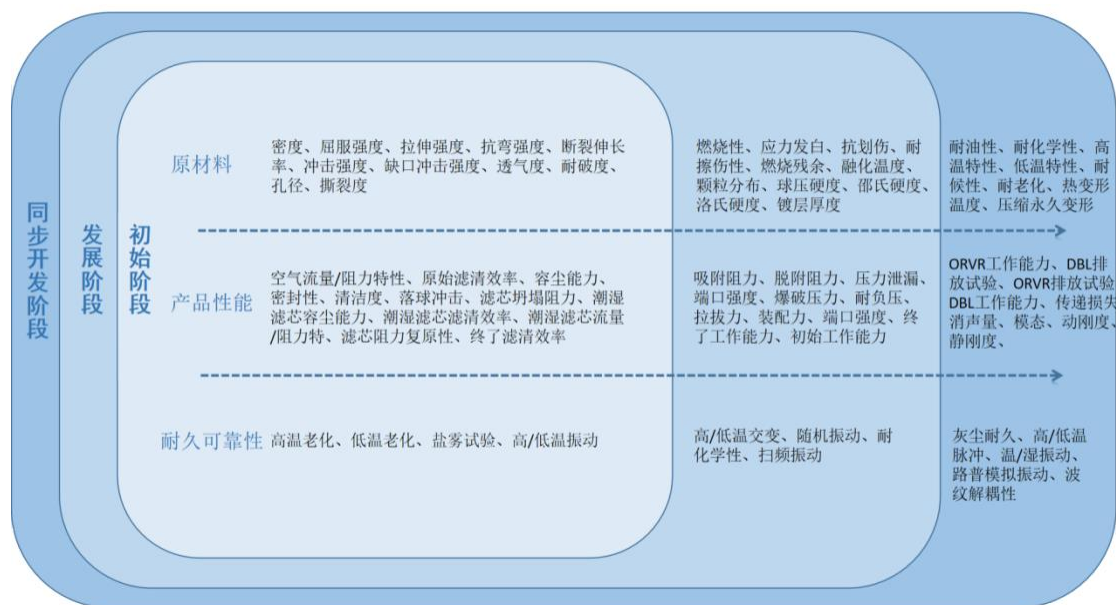 同步开发阶段
发展阶段
初始阶段
原材料
密度、屈服强度、拉伸强度、抗弯强度、断裂伸长
率、冲击强度、缺口冲击强度、透气度、耐破度、
孔径、撕裂度
燃烧性、应力发白、抗划伤、耐
擦伤性、燃烧残余、融化温度、
颗粒分布、球压硬度、邵氏硬度、
洛氏硬度、镀层厚度
耐油性、耐化学性、高
温特性、低温特性、耐
候性、耐老化、热变形
温度、压缩永久变形
产品性能
空气流量/阻力特性、原始滤清效率、容尘能力、
密封性、清洁度、落球冲击、滤芯坍塌阻力、潮湿
滤芯容尘能力、潮湿滤芯滤清效率、潮湿滤芯流量
/阻力特、滤芯阻力复原性、终了滤清效率
吸附阻力、脱附阻力、压力泄漏、
端口强度、爆破压力、耐负压、
拉拔力、装配力、端口强度、终
了工作能力、初始工作能力
ORVR工作能力、DBL排
放试验、ORVR排放试验
DBL工作能力、传递损失
消声量、模态、动刚度、
静刚度、
耐久可靠性
高温老化、低温老化、盐雾试验、高/低温振动
高/低温交变、随机振动、耐
化学性、扫频振动
灰尘耐久、高/低温
脉冲、温/湿振动、
路普模拟振动、波
纹解耦性